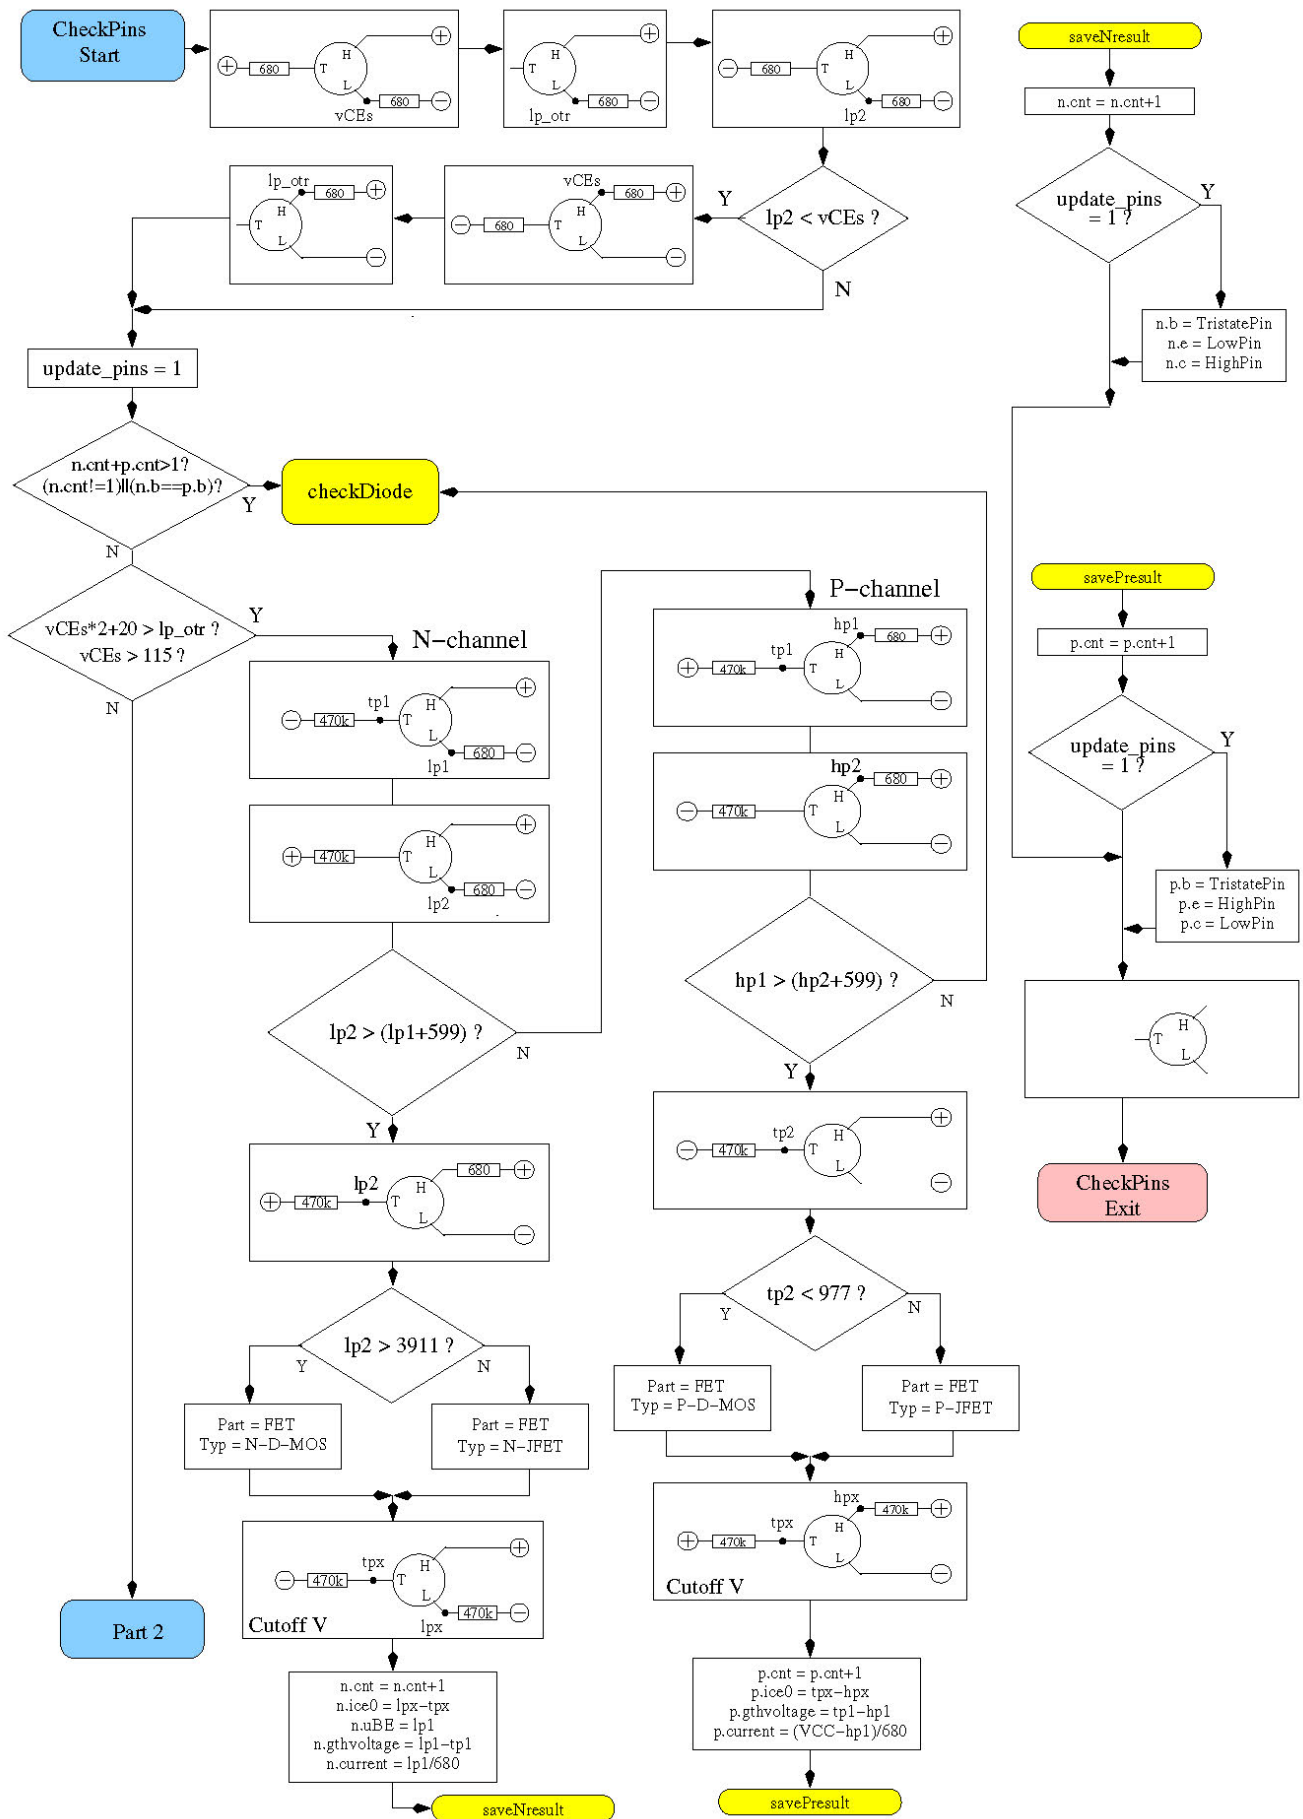 CheckPins
Start
H
T
L
680
680
vCEs
H
T
L
680
lp_otr
H
T
L
680
680
lp2
lp2 < vCEs ?
Y
N
vCEs
680
H
T
L
680
lp_otr
680
H
T
L
update_pins = 1
n.cnt+p.cnt>1?
(n.cnt!=1)||(n.b==p.b)?
Y
N
checkDiode
vCEs*2+20 > lp_otr ?
vCEs > 115 ?
Y
N
Part 2
N-channel
tp1
H
470k
T
L
680
lp1
H
470k
T
L
680
lp2
lp2 > (lp1+599) ?
N
Y
680
lp2
H
470k
T
L
lp2 > 3911 ?
Y
N
Part = FET
Typ = N-D-MOS
Part = FET
Typ = N-JFET
tpx
H
470k
T
L
470k
lpx
Cutoff V
n.cnt = n.cnt+1
n.ice0 = lpx-tpx
n.uBE = lp1
n.gthvoltage = lp1-tp1
n.current = lp1/680
saveNresult
P-channel
hp1
680
tp1
H
470k
T
L
hp2
680
H
470k
T
L
hp1 > (hp2+599) ?
N
Y
tp2
H
470k
T
L
tp2 < 977 ?
Y
N
Part = FET
Typ = P-D-MOS
Part = FET
Typ = P-JFET
hpx
470k
tpx
H
470k
T
L
Cutoff V
p.cnt = p.cnt+1
p.ice0 = tpx-hpx
p.gthvoltage = tp1-hp1
p.current = (VCC-hp1)/680
savePresult
saveNresult
n.cnt = n.cnt+1
update_pins
= 1 ?
Y
n.b = TristatePin
n.e = LowPin
n.c = HighPin
savePresult
p.cnt = p.cnt+1
update_pins
= 1 ?
Y
p.b = TristatePin
p.e = HighPin
p.c = LowPin
H
T
L
CheckPins
Exit